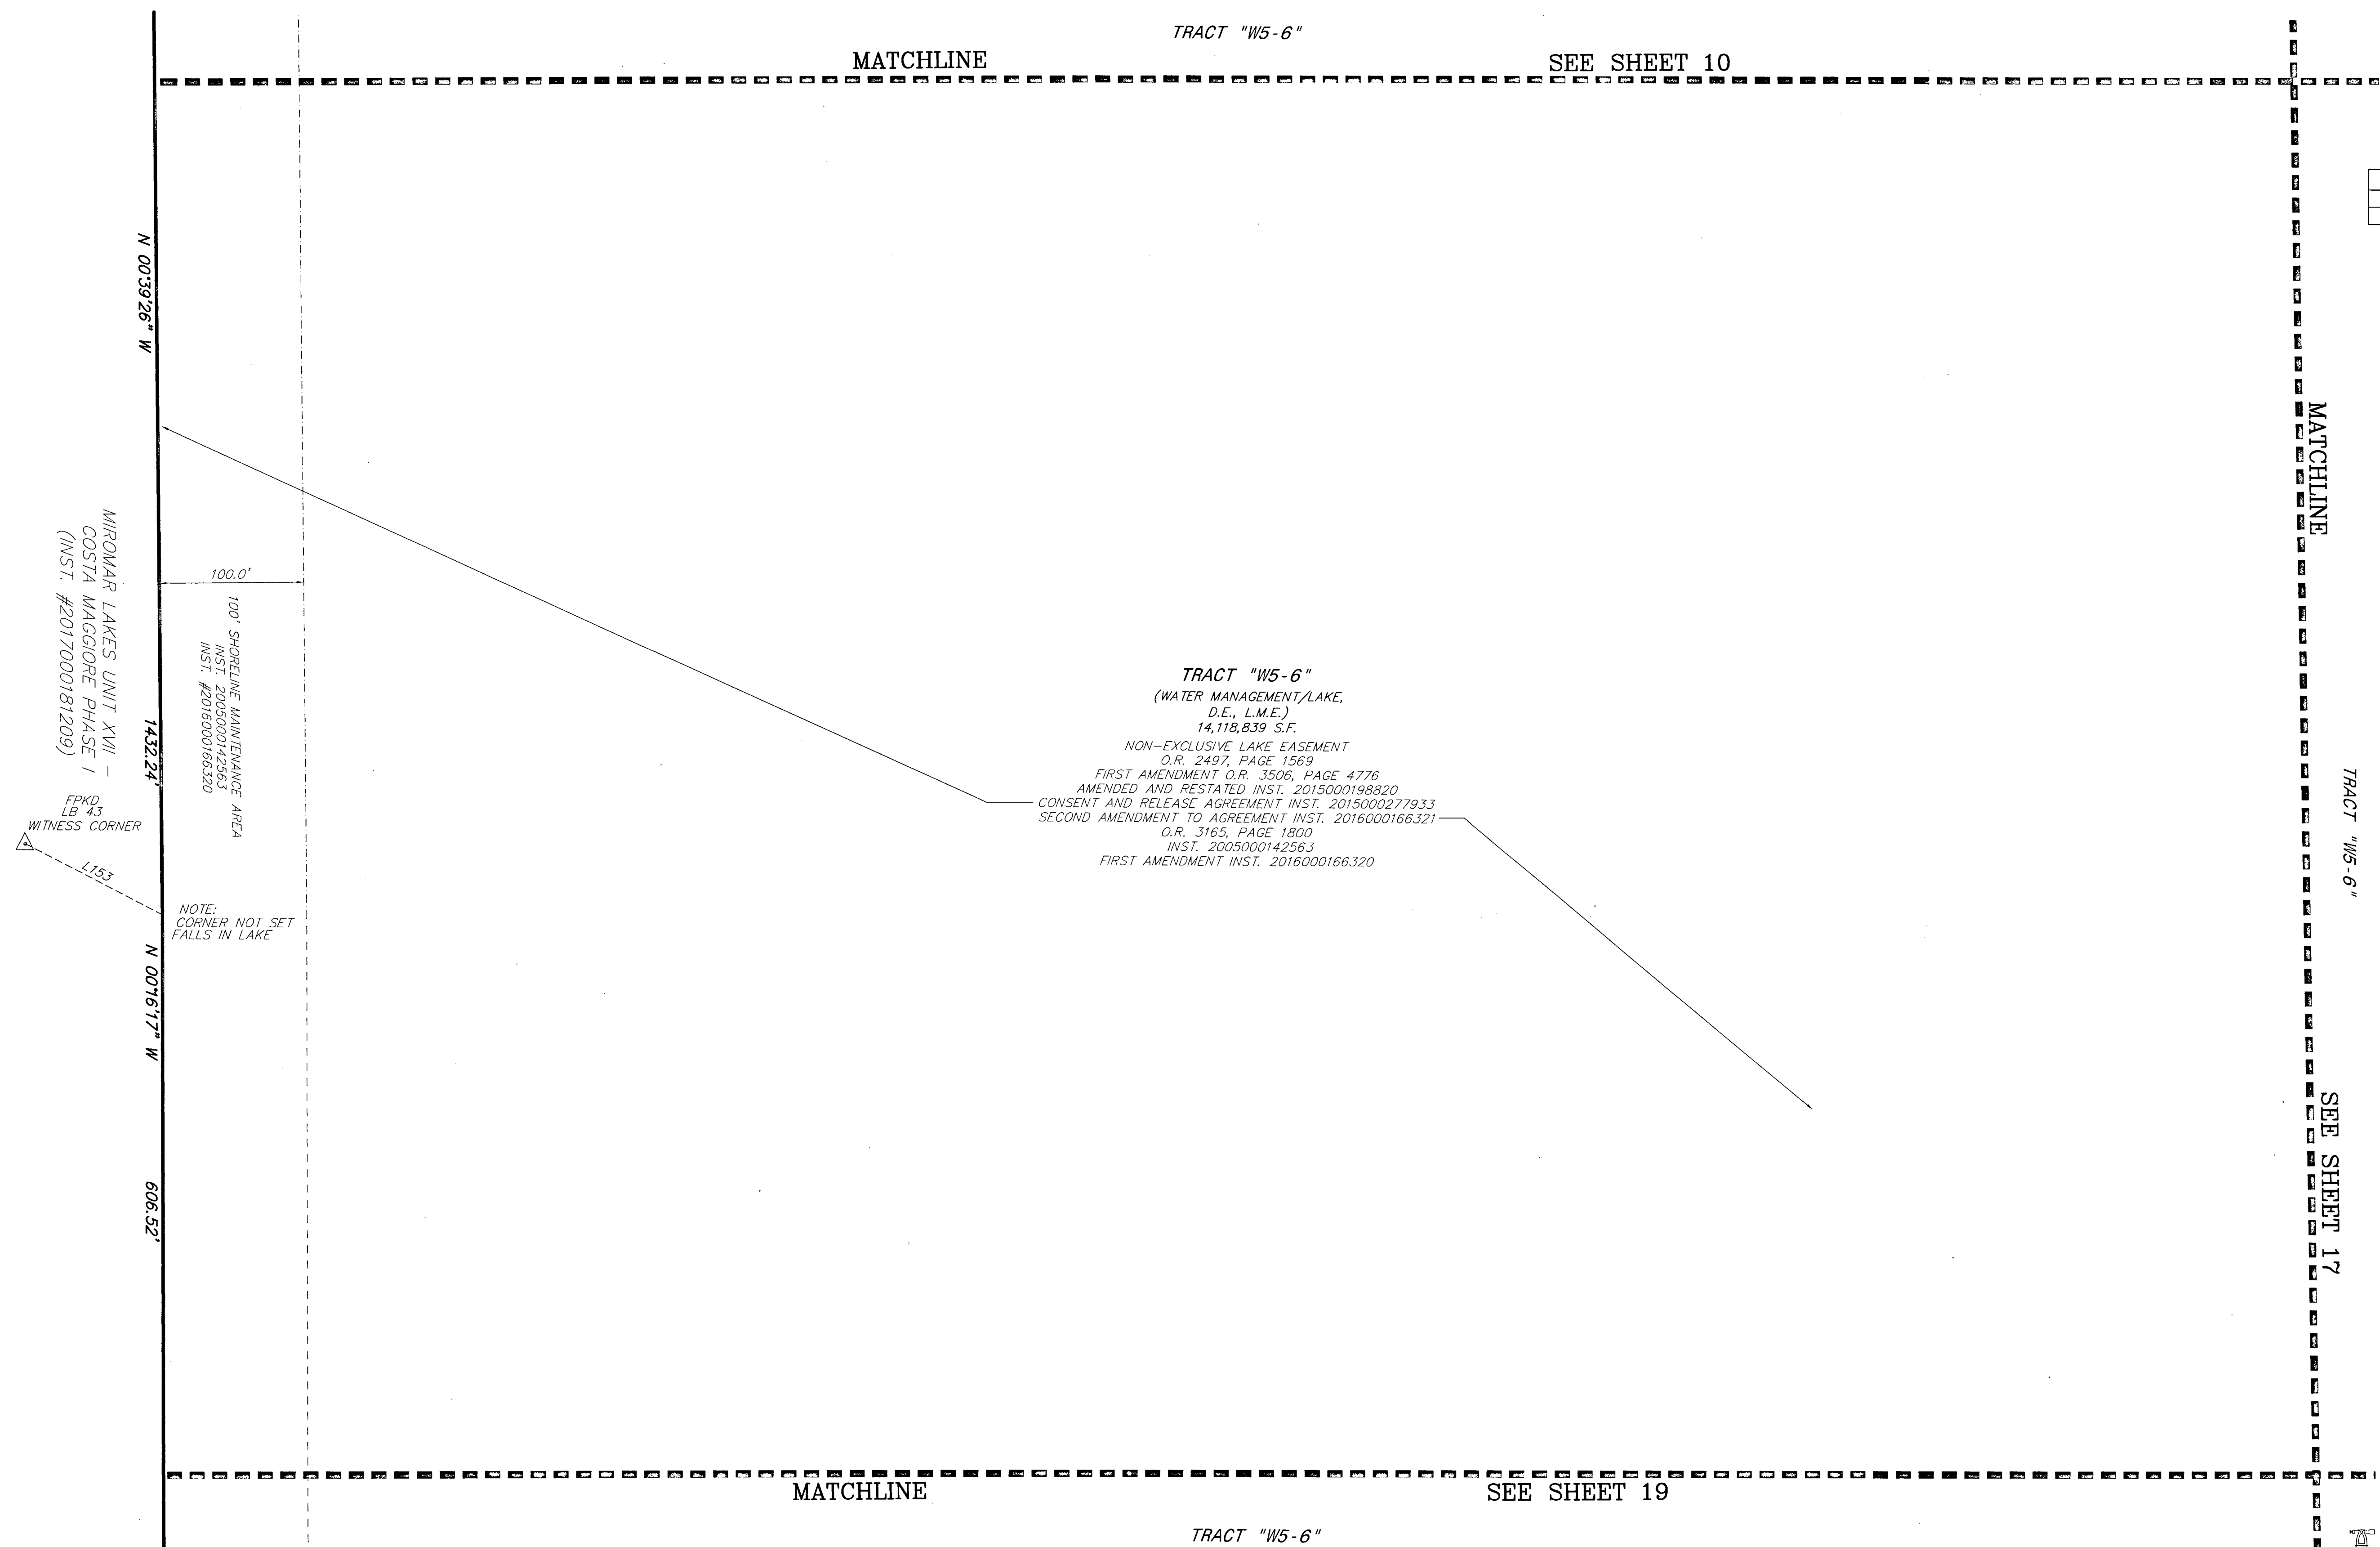 TRACT "W5-6"
MATCHLINE SEE SHEET 10
N 00°39'26" W
1432.24'
N 00°16'17" W
606.52'
MIROMAR LAKES UNIT XVII -
COSTA MAGGIORE PHASE I
(INST. #2017000181209)
FPKD
LB 43
WITNESS CORNER
L153
100.0'
100' SHORELINE MAINTENANCE AREA
INST. 2005000142563
INST. #2016000166320
NOTE:
CORNER NOT SET
FALLS IN LAKE
TRACT "W5-6"
(WATER MANAGEMENT/LAKE,
D.E., L.M.E.)
14,118,839 S.F.
NON-EXCLUSIVE LAKE EASEMENT
O.R. 2497, PAGE 1569
FIRST AMENDMENT O.R. 3506, PAGE 4776
AMENDED AND RESTATED INST. 2015000198820
CONSENT AND RELEASE AGREEMENT INST. 2015000277933
SECOND AMENDMENT TO AGREEMENT INST. 2016000166321
O.R. 3165, PAGE 1800
INST. 2005000142563
FIRST AMENDMENT INST. 2016000166320
MATCHLINE
SEE SHEET 17
TRACT "W5-6"
MATCHLINE SEE SHEET 19
TRACT "W5-6"